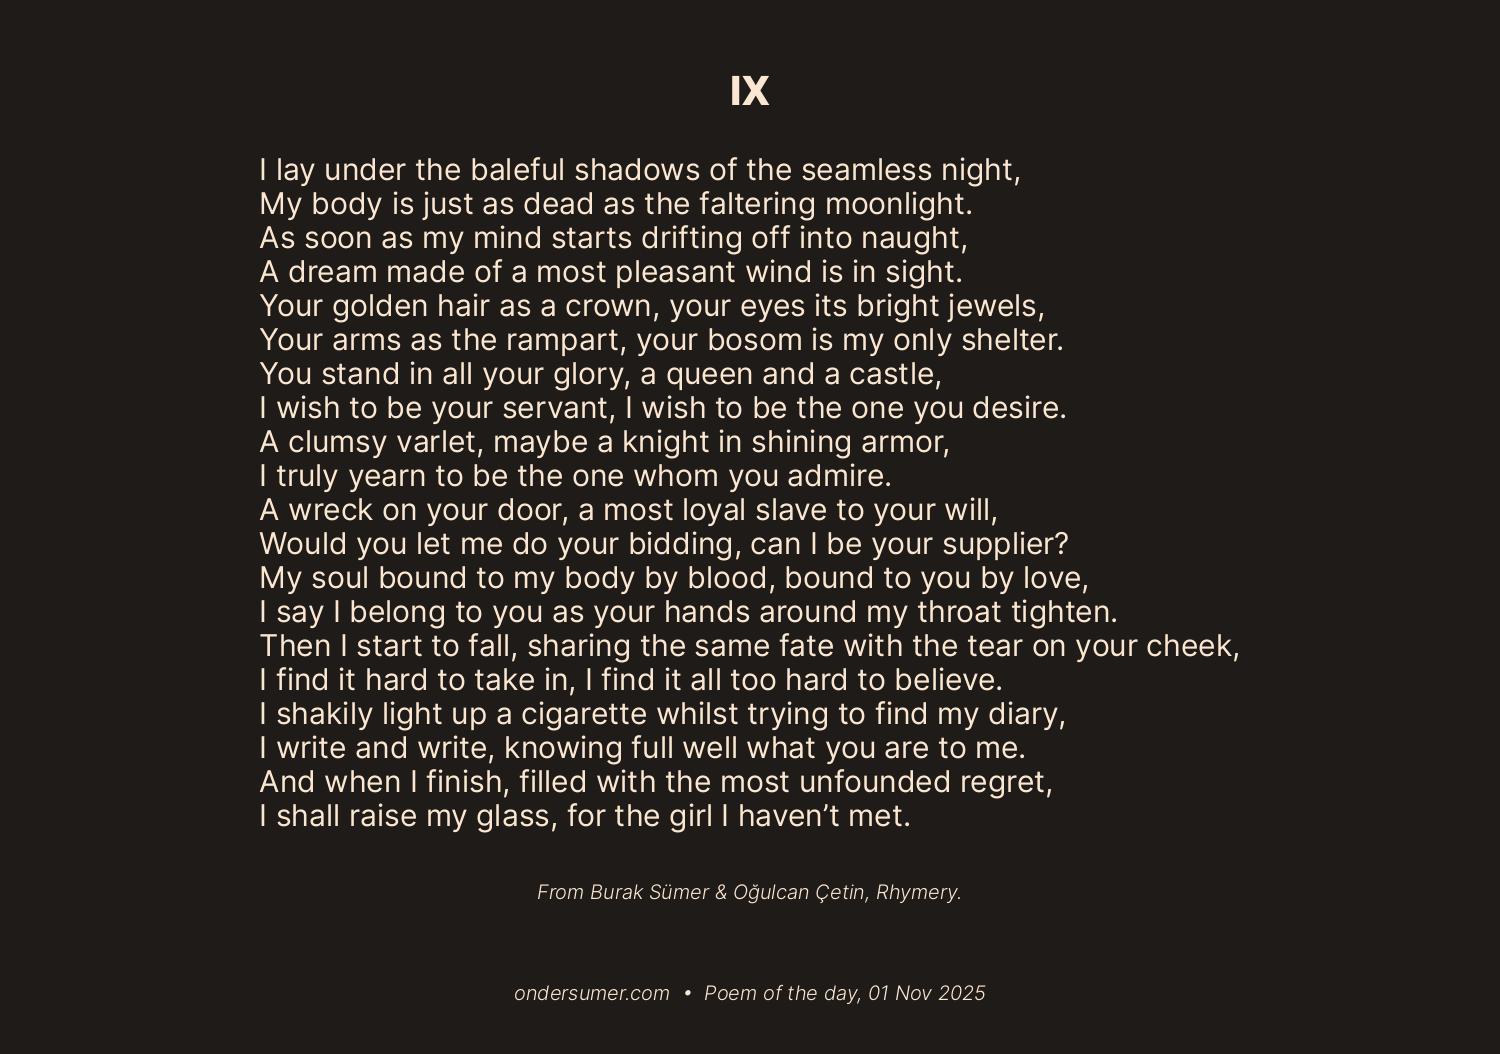 IX
I lay under the baleful shadows of the seamless night,
My body is just as dead as the faltering moonlight.
As soon as my mind starts drifting off into naught,
A dream made of a most pleasant wind is in sight.
Your golden hair as a crown, your eyes its bright jewels,
Your arms as the rampart, your bosom is my only shelter.
You stand in all your glory, a queen and a castle,
I wish to be your servant, I wish to be the one you desire.
A clumsy varlet, maybe a knight in shining armor,
I truly yearn to be the one whom you admire.
A wreck on your door, a most loyal slave to your will,
Would you let me do your bidding, can I be your supplier?
My soul bound to my body by blood, bound to you by love,
I say I belong to you as your hands around my throat tighten.
Then I start to fall, sharing the same fate with the tear on your cheek,
I find it hard to take in, I find it all too hard to believe.
I shakily light up a cigarette whilst trying to find my diary,
I write and write, knowing full well what you are to me.
And when I finish, filled with the most unfounded regret,
I shall raise my glass, for the girl I haven’t met.
From Burak Sümer & Oğulcan Çetin, Rhymery.
ondersumer.com • Poem of the day, 01 Nov 2025